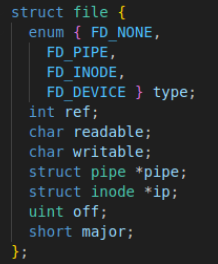 struct file {
enum { FD_NONE,
FD_PIPE,
FD_INODE,
FD_DEVICE } type;
int ref;
char readable;
char writable;
struct pipe *pipe;
struct inode *ip;
uint off;
short major;
};